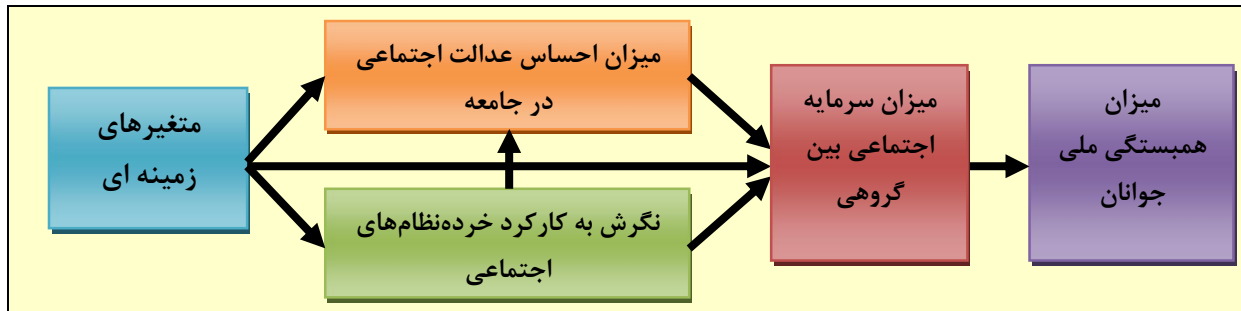 متغیرهای
زمینه ای
میزان احساس عدالت اجتماعی
در جامعه
نگرش به کارکرد خرده‌نظام‌های
اجتماعی
میزان سرمایه
اجتماعی بین
گروهی
میزان
همبستگی ملی
جوانان